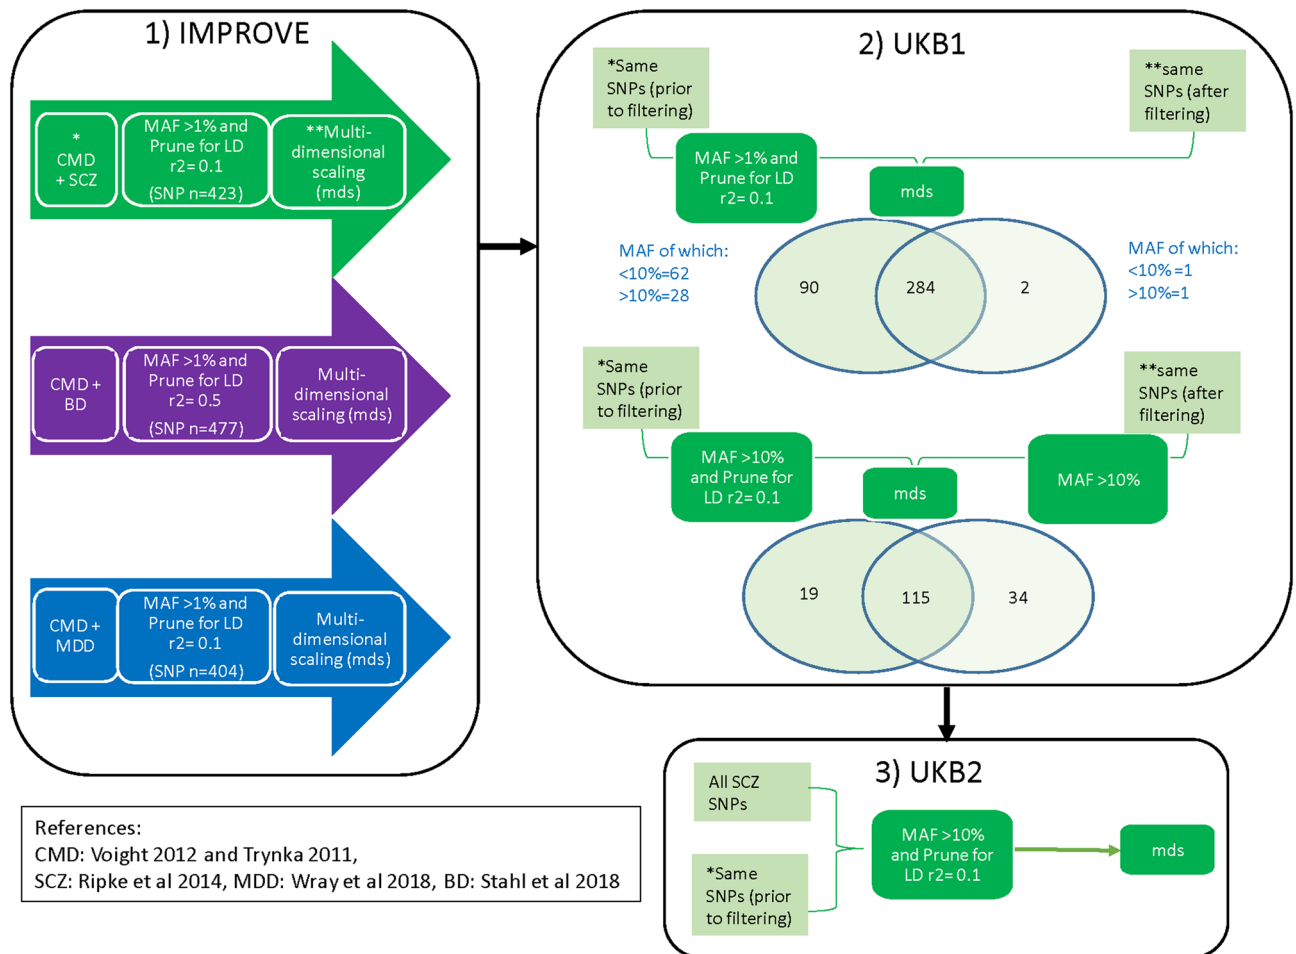 1) IMPROVE
*
CMD
+ SCZ
MAF >1% and
Prune for LD
r2= 0.1
(SNP n=423)
**Multi-
dimensional
scaling
(mds)
CMD +
BD
MAF >1% and
Prune for LD
r2= 0.5
(SNP n=477)
Multi-
dimensional
scaling (mds)
CMD +
MDD
MAF >1% and
Prune for LD
r2= 0.1
(SNP n=404)
Multi-
dimensional
scaling (mds)
2) UKB1
*Same
SNPs (prior
to filtering)
**same
SNPs (after
filtering)
MAF >1% and
Prune for LD
r2= 0.1
mds
MAF of which:
<10%=62
>10%=28
90
284
2
MAF of which:
<10% =1
>10%=1
*Same
SNPs (prior
to filtering)
**same
SNPs (after
filtering)
MAF >10%
and Prune for
LD r2= 0.1
mds
MAF >10%
19
115
34
3) UKB2
All SCZ
SNPs
*Same
SNPs (prior
to filtering)
MAF >10%
and Prune for
LD r2= 0.1
mds
References:
CMD: Voight 2012 and Trynka 2011,
SCZ: Ripke et al 2014, MDD: Wray et al 2018, BD: Stahl et al 2018